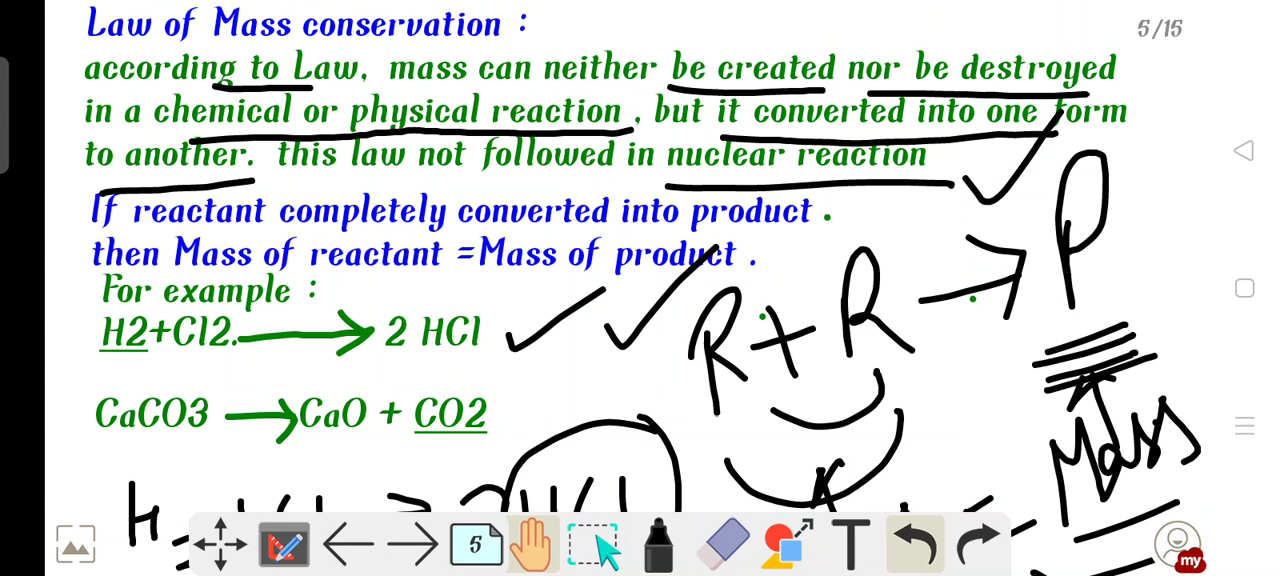 Law of Mass conservation :
5/15
according to Law, mass can neither be created nor be destroyed
in a chemical or physical reaction , but it converted into one form
to another. this law not followed in nuclear reaction
If reactant completely converted into product .
then Mass of reactant =Mass of product .
For example :
H2+Cl2. → 2 HCl
R + R → P
CaCO3 → CaO + CO2
Mass
5
T
my